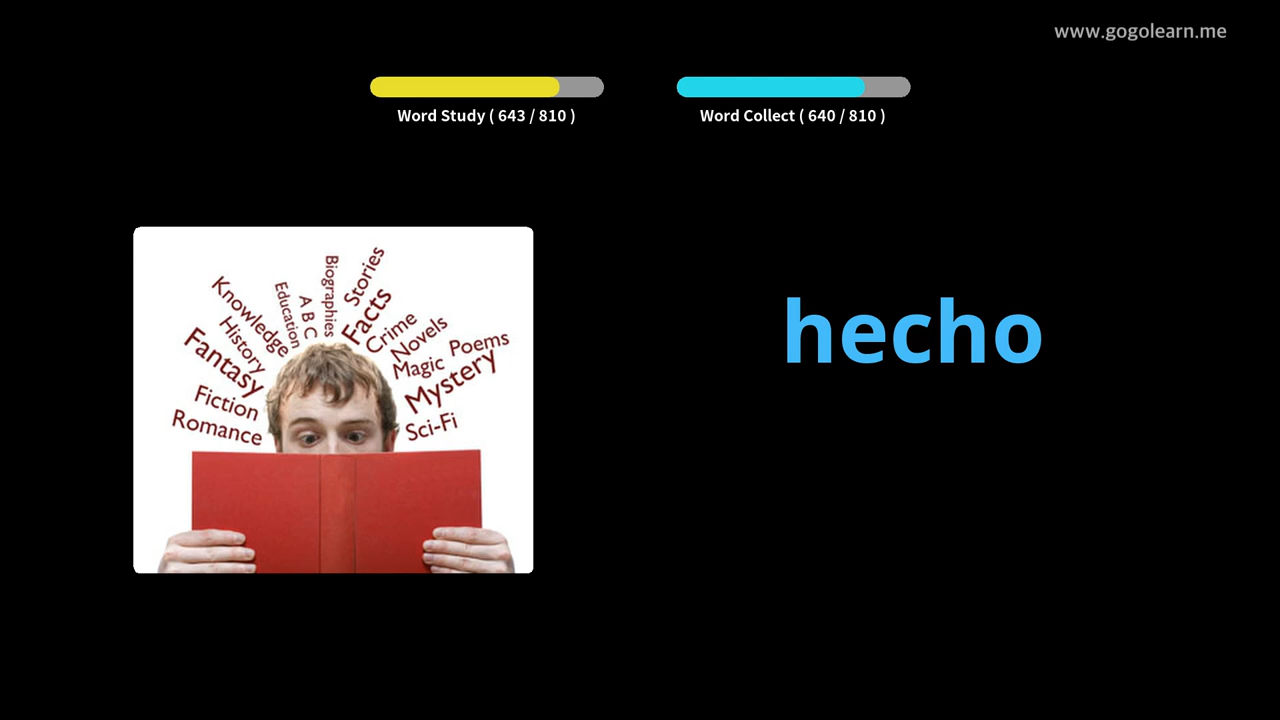 www.gogolearn.me
Word Study ( 643 / 810 )
Word Collect ( 640 / 810 )
hecho
Romance
Fiction
Fantasy
History
Knowledge
Education
A B C
Biographies
Stories
Facts
Crime
Novels
Magic
Poems
Mystery
Sci-Fi